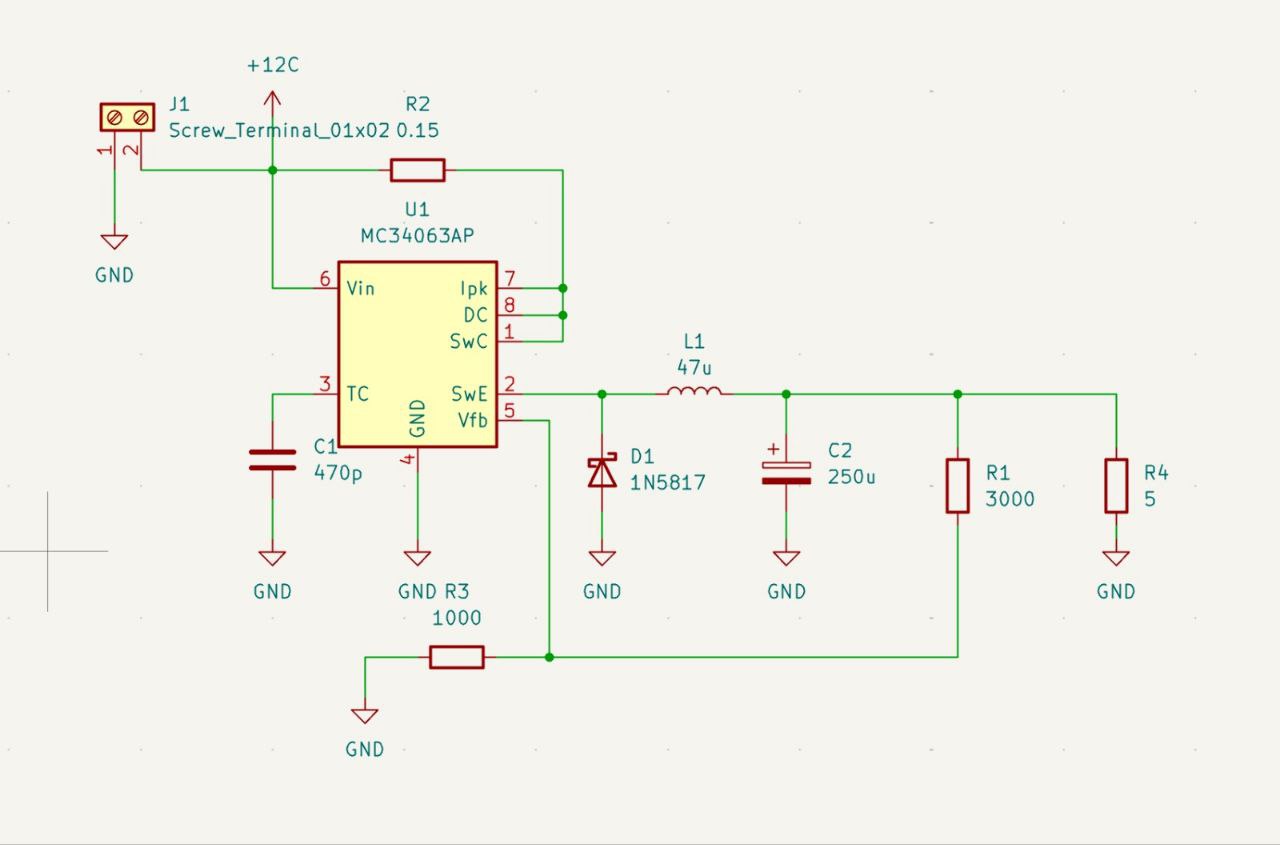 +12C
J1
Screw_Terminal_01x02
1
2
GND
R2
0.15
U1
MC34063AP
6
Vin
Ipk
7
DC
8
SwC
1
3
TC
SwE
2
Vfb
5
GND
4
C1
470p
GND
GND
L1
47u
D1
1N5817
GND
+
C2
250u
GND
R1
3000
R4
5
GND
R3
1000
GND